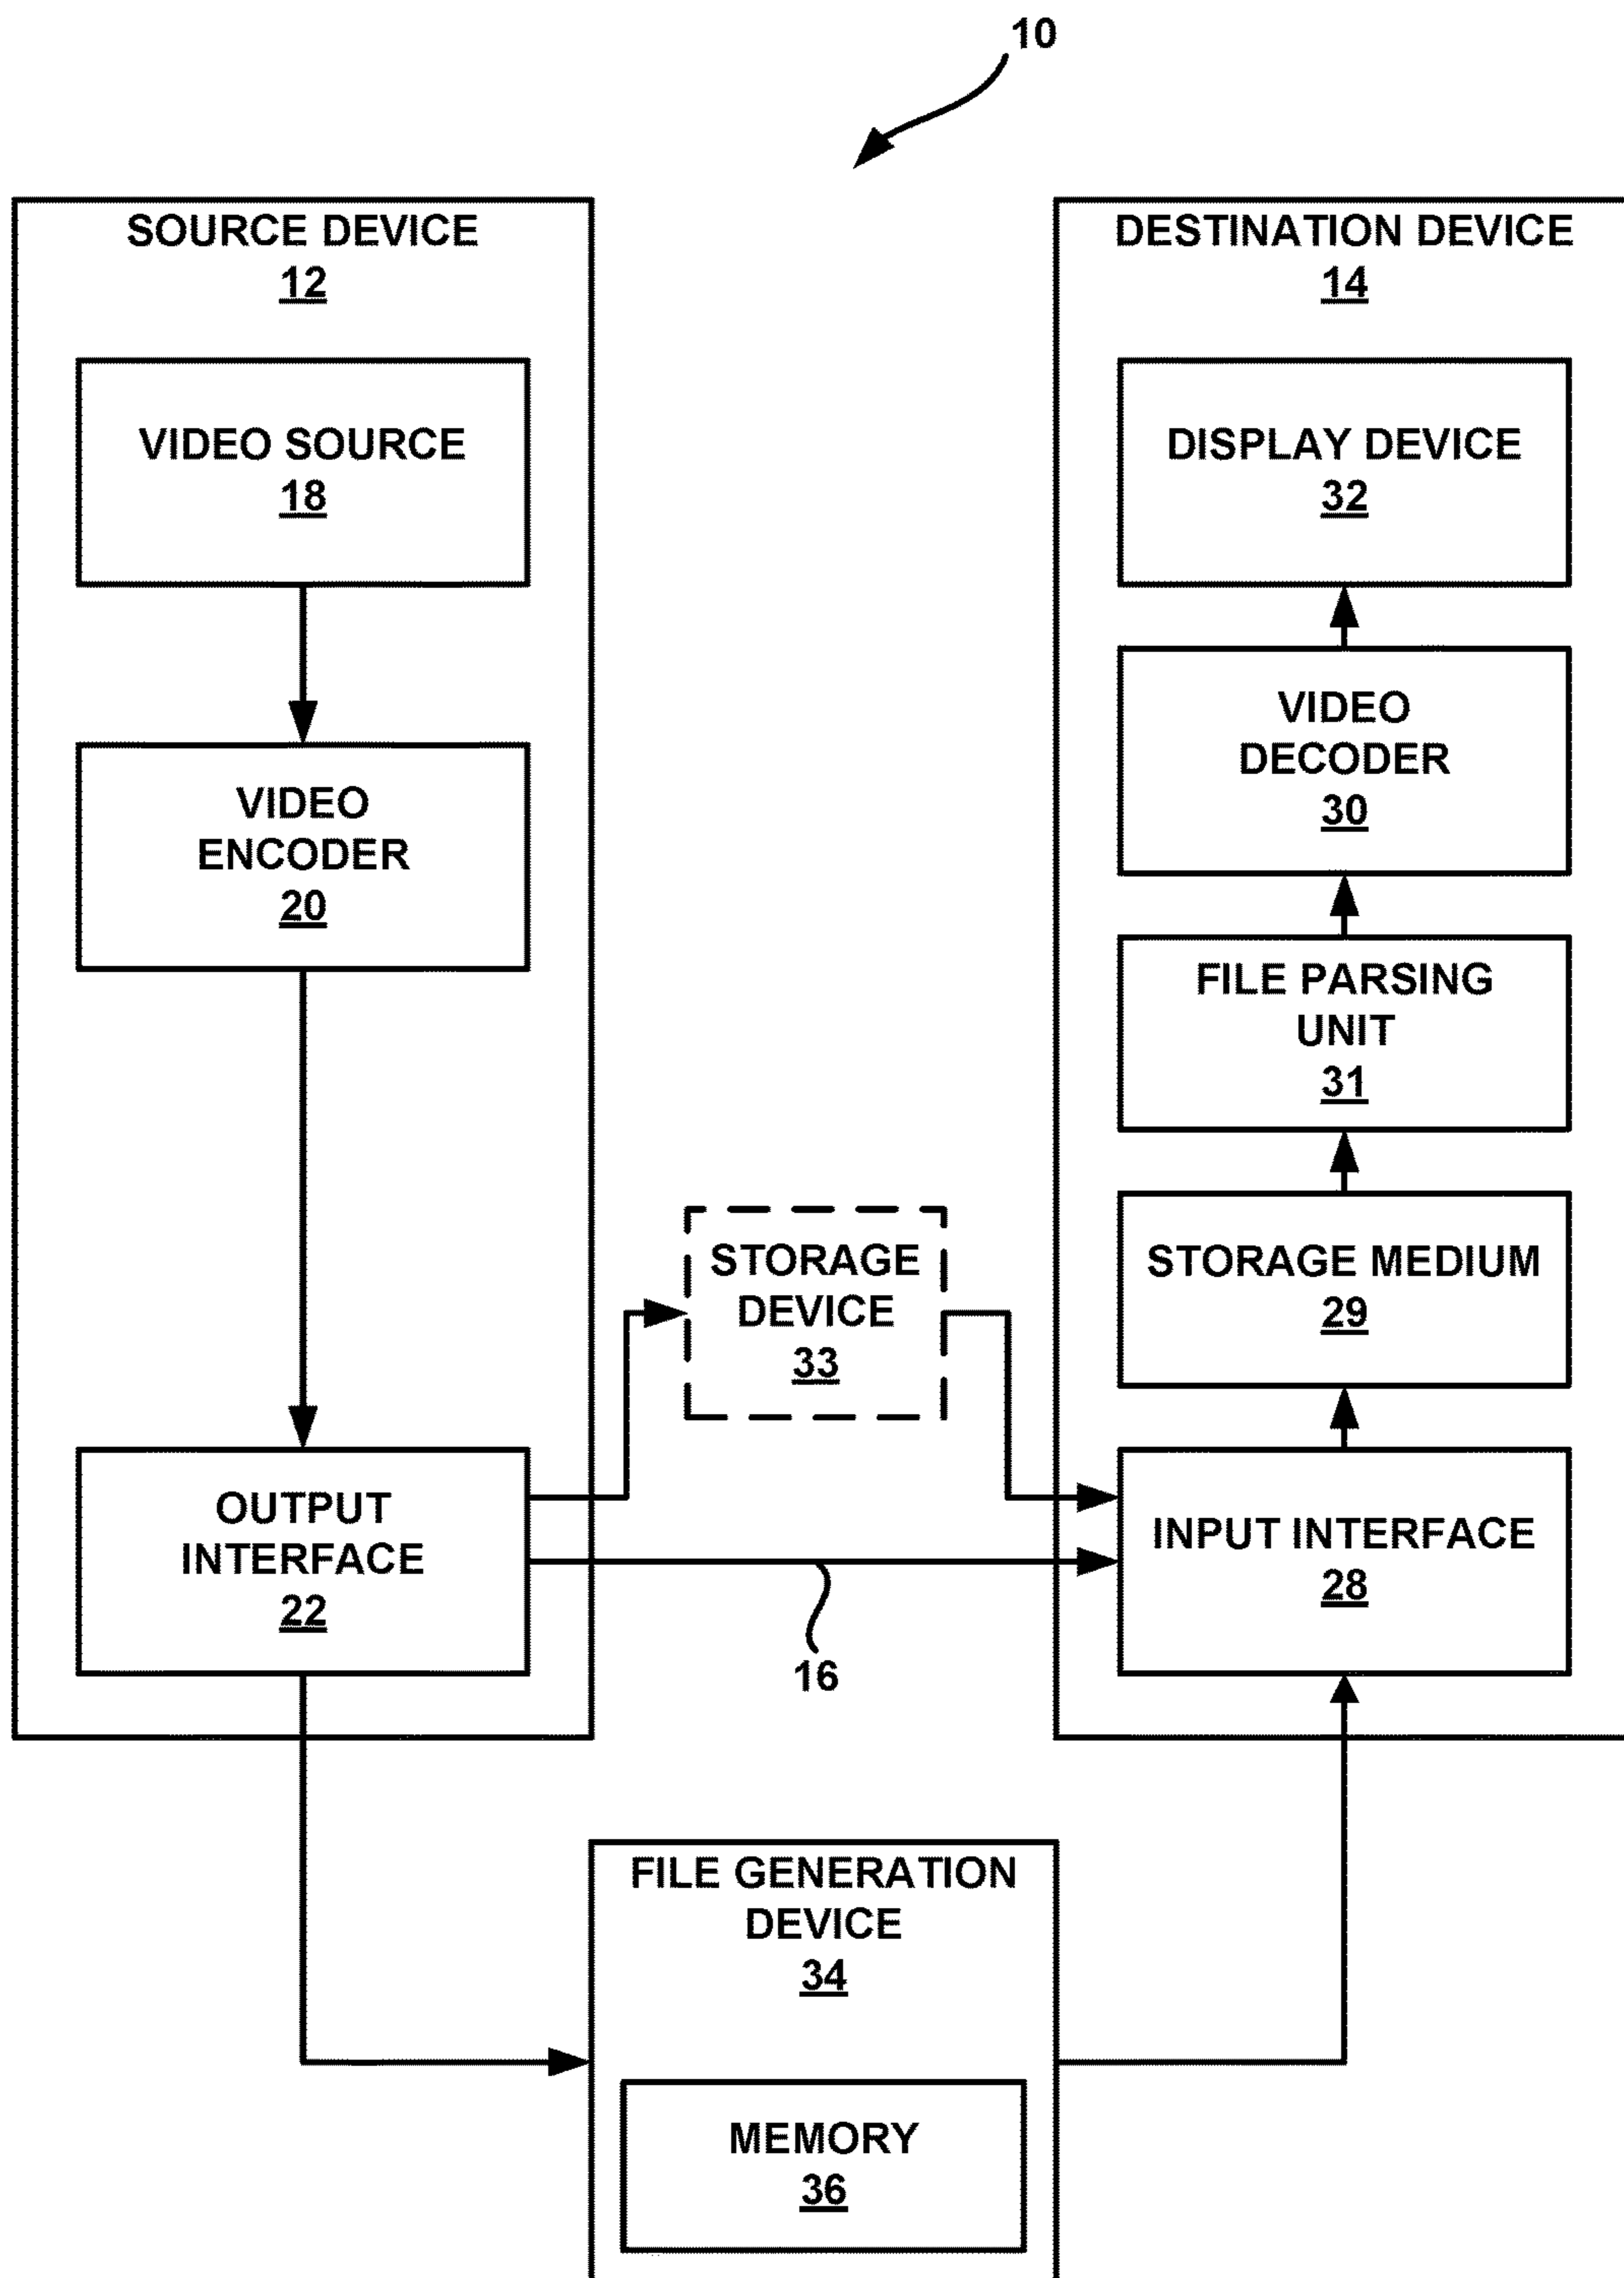 10
SOURCE DEVICE
12
VIDEO SOURCE
18
VIDEO
ENCODER
20
OUTPUT
INTERFACE
22
STORAGE
DEVICE
33
16
DESTINATION DEVICE
14
DISPLAY DEVICE
32
VIDEO
DECODER
30
FILE PARSING
UNIT
31
STORAGE MEDIUM
29
INPUT INTERFACE
28
FILE GENERATION
DEVICE
34
MEMORY
36